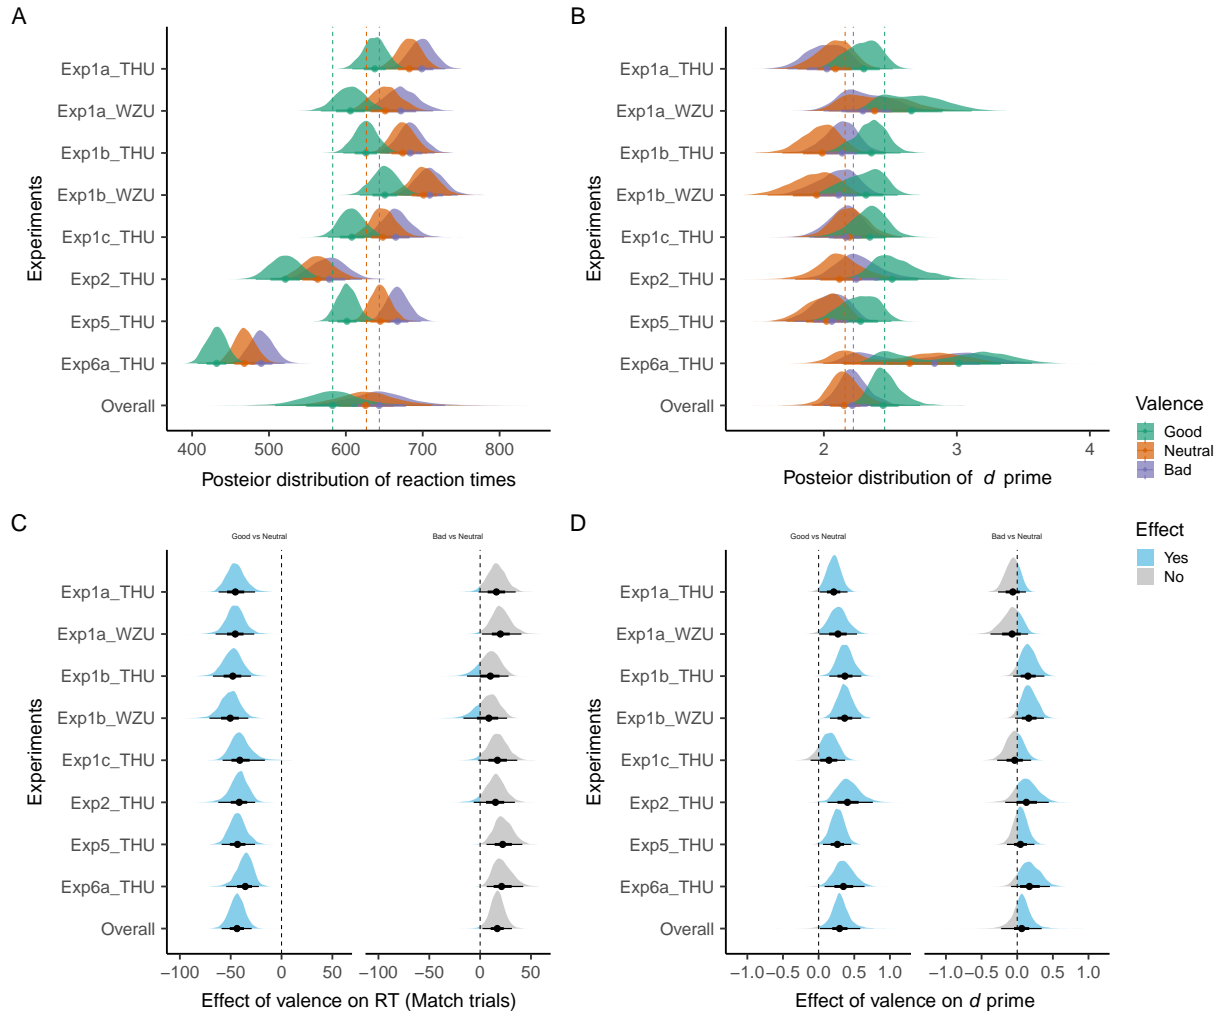 A
Experiments
Exp1a_THU
Exp1a_WZU
Exp1b_THU
Exp1b_WZU
Exp1c_THU
Exp2_THU
Exp5_THU
Exp6a_THU
Overall
400 500 600 700 800
Posteior distribution of reaction times
B
Experiments
Exp1a_THU
Exp1a_WZU
Exp1b_THU
Exp1b_WZU
Exp1c_THU
Exp2_THU
Exp5_THU
Exp6a_THU
Overall
2 3 4
Posterior distribution of d prime
Valence
Good
Neutral
Bad
Effect
Yes
No
C
Good vs Neutral Bad vs Neutral
Experiments
Exp1a_THU
Exp1a_WZU
Exp1b_THU
Exp1b_WZU
Exp1c_THU
Exp2_THU
Exp5_THU
Exp6a_THU
Overall
−100 −50 0 50 −100 −50 0 50
Effect of valence on RT (Match trials)
D
Good vs Neutral Bad vs Neutral
Experiments
Exp1a_THU
Exp1a_WZU
Exp1b_THU
Exp1b_WZU
Exp1c_THU
Exp2_THU
Exp5_THU
Exp6a_THU
Overall
−1.0 −0.5 0.0 0.5 1.0 −1.0 −0.5 0.0 0.5 1.0
Effect of valence on d prime